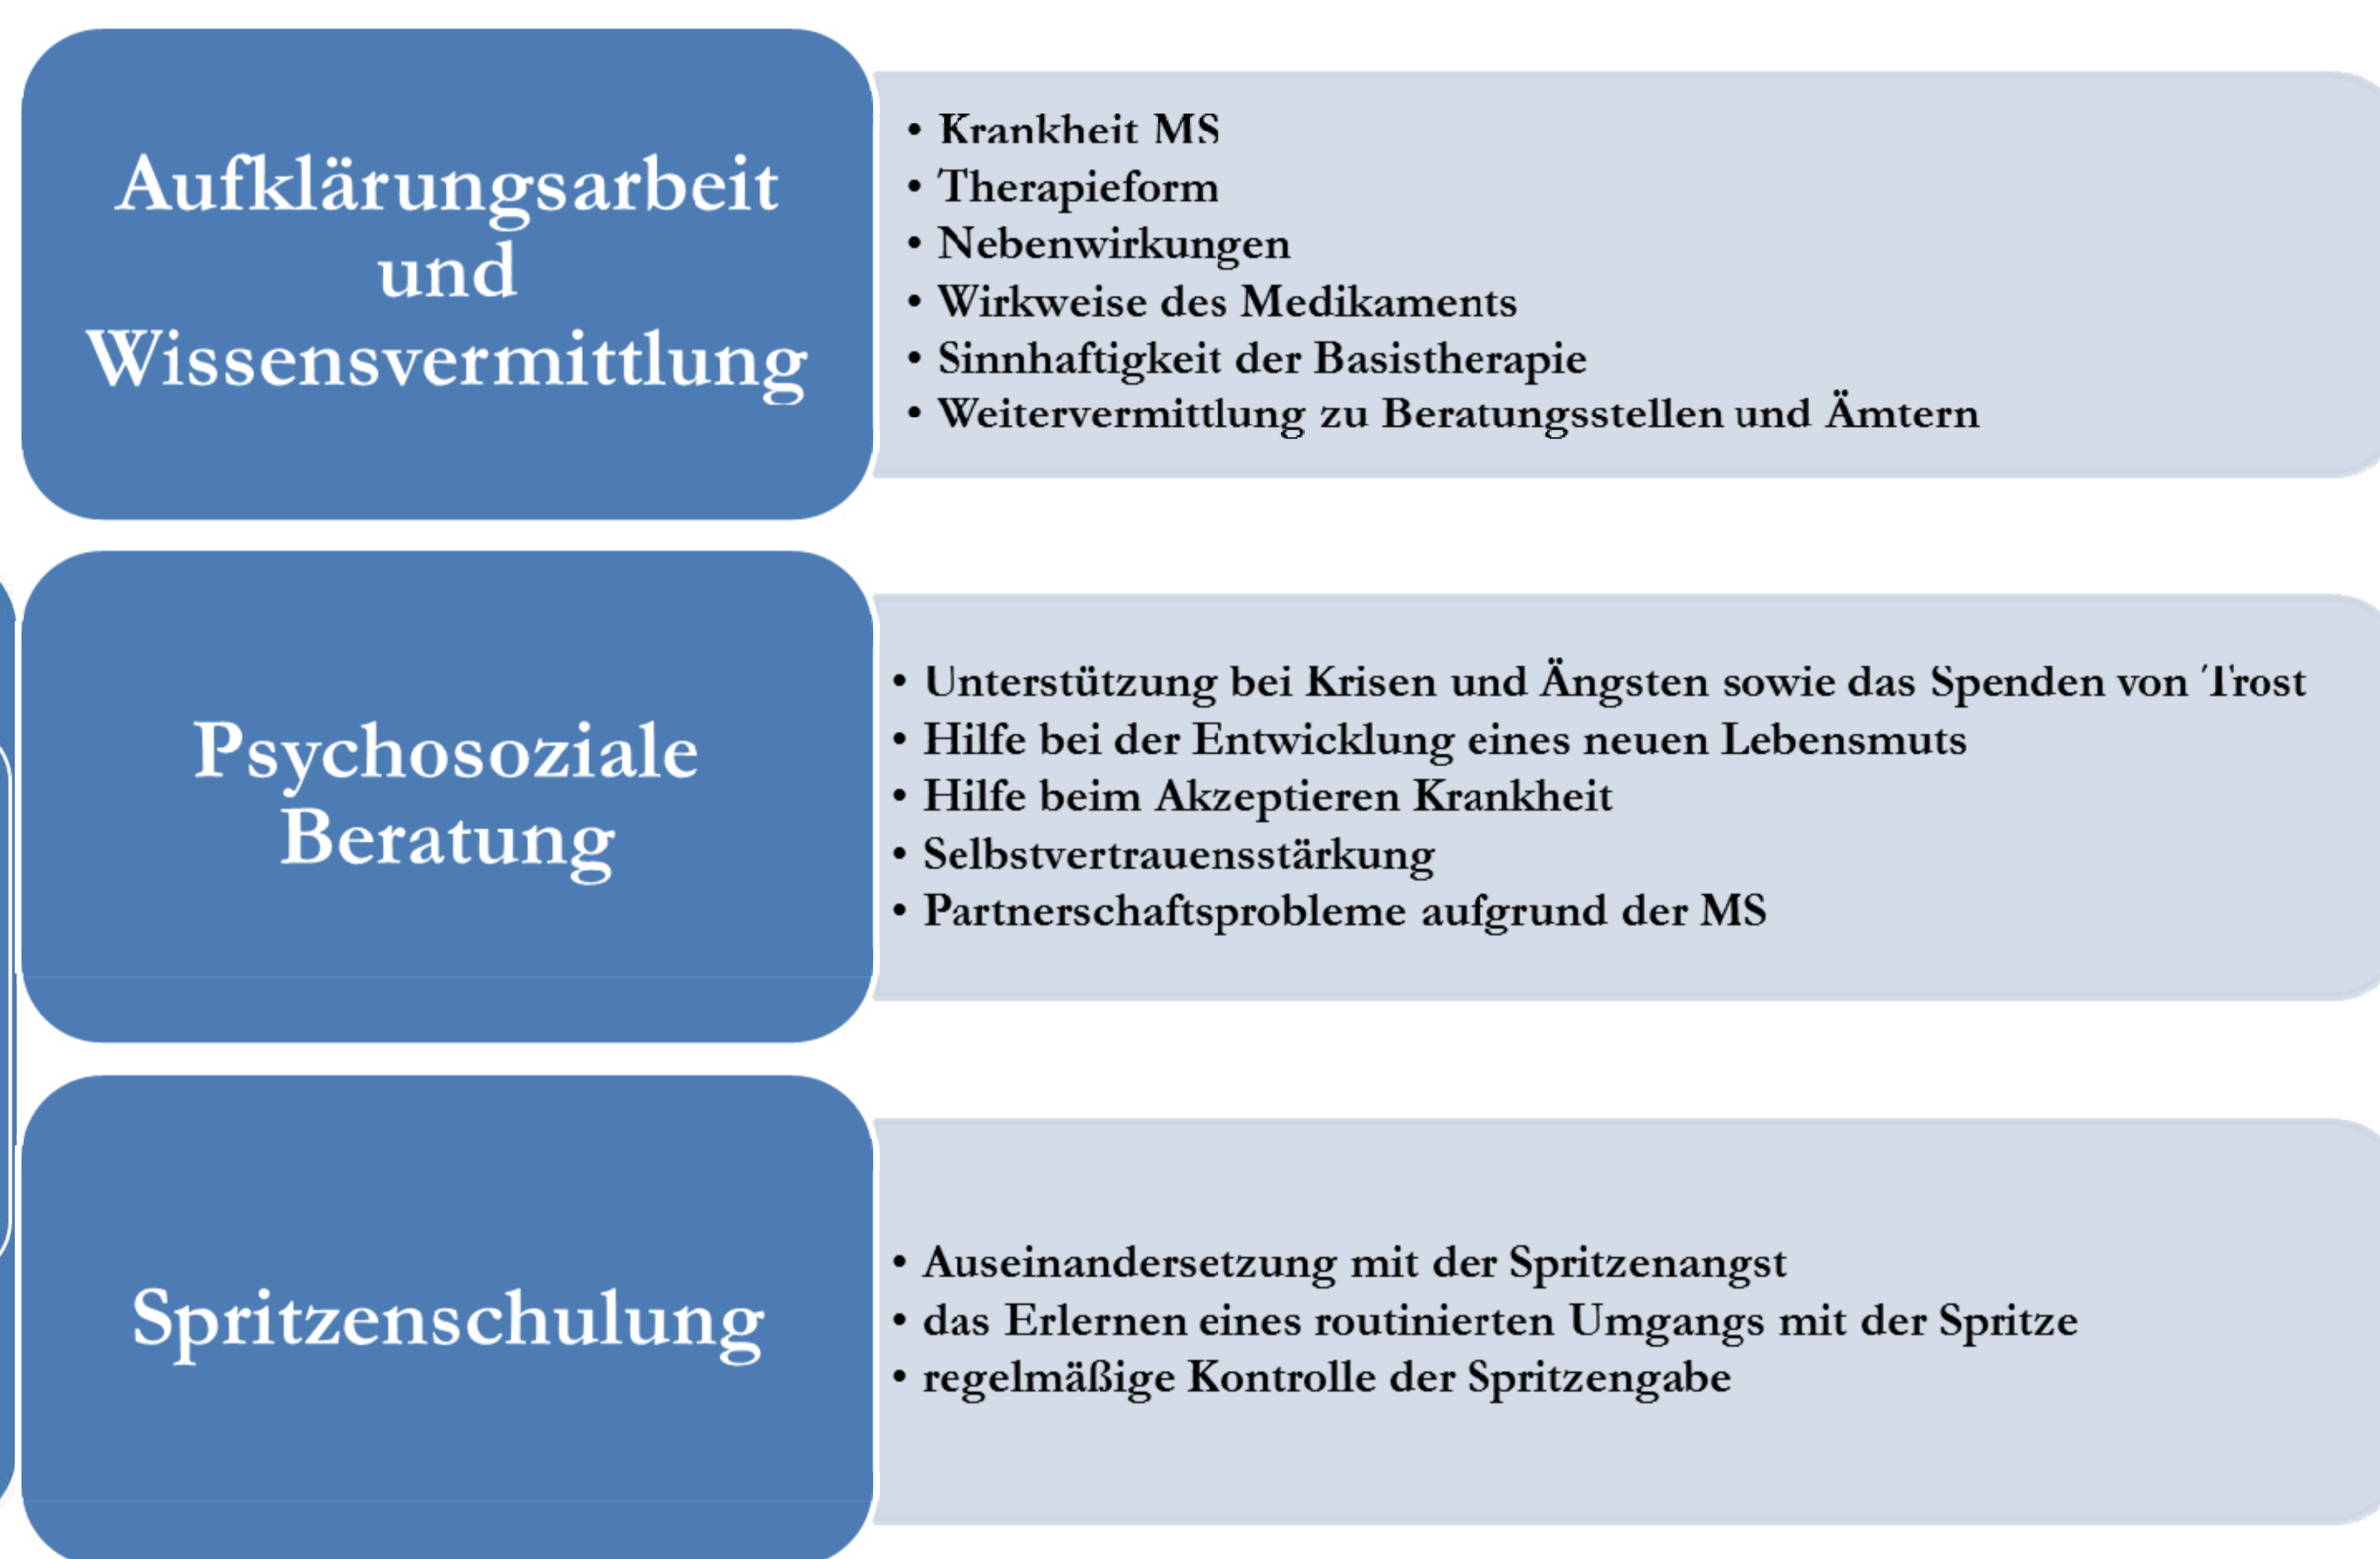 Aufklärungsarbeit
und
Wissensvermittlung
• Krankheit MS
• Therapieform
• Nebenwirkungen
• Wirkweise des Medikaments
• Sinnhaftigkeit der Basistherapie
• Weitervermittlung zu Beratungsstellen und Ämtern
Psychosoziale
Beratung
• Unterstützung bei Krisen und Ängsten sowie das Spenden von Trost
• Hilfe bei der Entwicklung eines neuen Lebensmuts
• Hilfe beim Akzeptieren Krankheit
• Selbstvertrauensstärkung
• Partnerschaftsprobleme aufgrund der MS
Spritzenschulung
• Auseinandersetzung mit der Spritzenangst
• das Erlernen eines routinierten Umgangs mit der Spritze
• regelmäßige Kontrolle der Spritzengabe